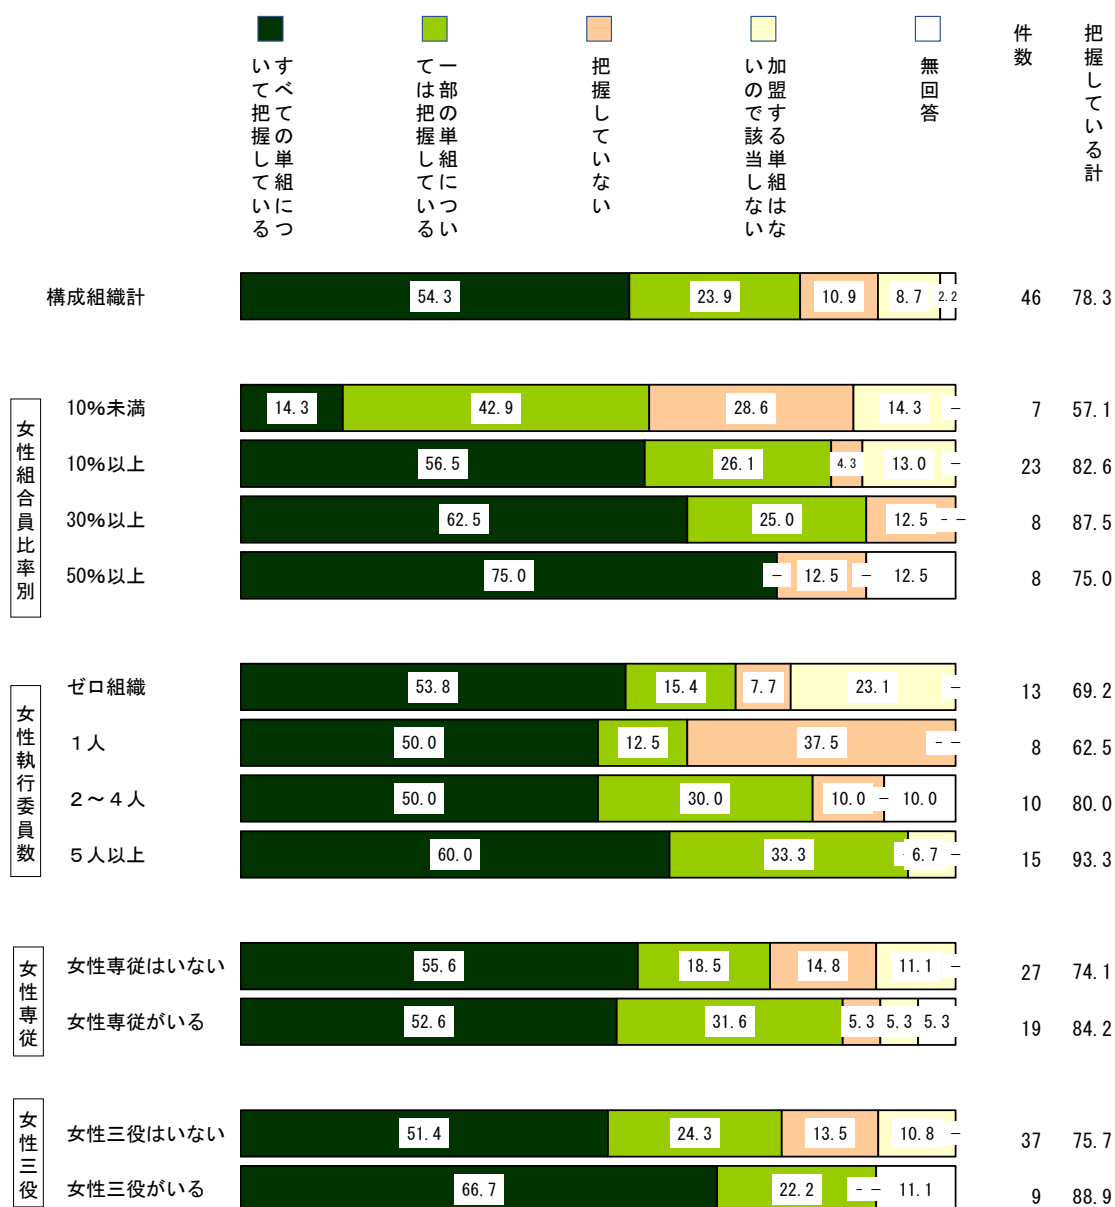 すべての単組につ
いて把握している
一部の単組につい
ては把握している
把握していない
加盟する単組はな
いので該当しない
無回答
件数
把握している計
構成組織計 54.3 23.9 10.9 8.7 2.2 46 78.3
女性組合員比率別
10%未満 14.3 42.9 28.6 14.3 － 7 57.1
10%以上 56.5 26.1 4.3 13.0 － 23 82.6
30%以上 62.5 25.0 12.5 － － 8 87.5
50%以上 75.0 － 12.5 － 12.5 8 75.0
女性執行委員数
ゼロ組織 53.8 15.4 7.7 23.1 － 13 69.2
１人 50.0 12.5 37.5 － － 8 62.5
２～４人 50.0 30.0 10.0 － 10.0 10 80.0
５人以上 60.0 33.3 － 6.7 － 15 93.3
女性専従
女性専従はいない 55.6 18.5 14.8 11.1 － 27 74.1
女性専従がいる 52.6 31.6 5.3 5.3 5.3 19 84.2
女性三役
女性三役はいない 51.4 24.3 13.5 10.8 － 37 75.7
女性三役がいる 66.7 22.2 － － 11.1 9 88.9